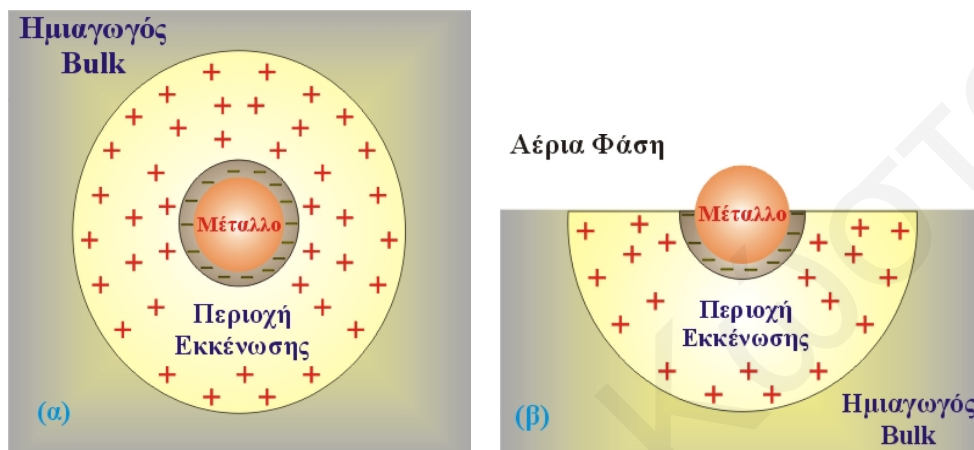 Ημιαγωγός
Bulk
Μέταλλο
Περιοχή
Εκκένωσης
(α)
Αέρια Φάση
Μέταλλο
Περιοχή
Εκκένωσης
(β)
Ημιαγωγός
Bulk